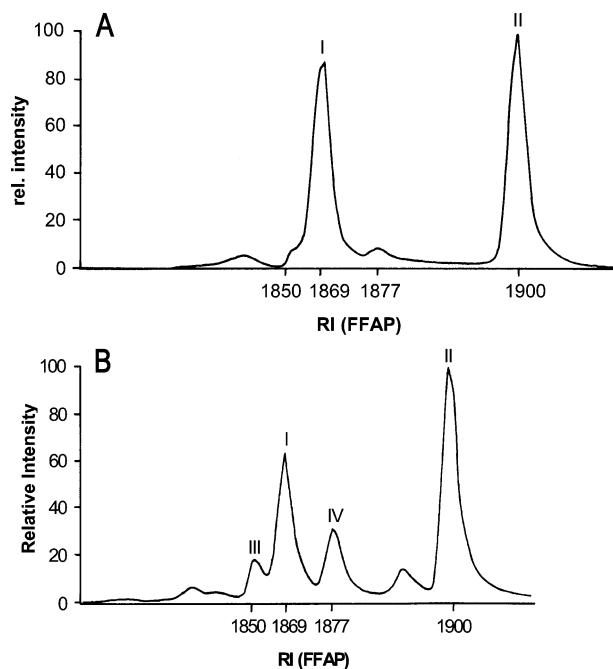 A
II
I
100
80
60
40
20
0
rel. intensity
1850 1869 1877 1900
RI (FFAP)
B
II
I
III
IV
100
80
60
40
20
0
Relative Intensity
1850 1869 1877 1900
RI (FFAP)